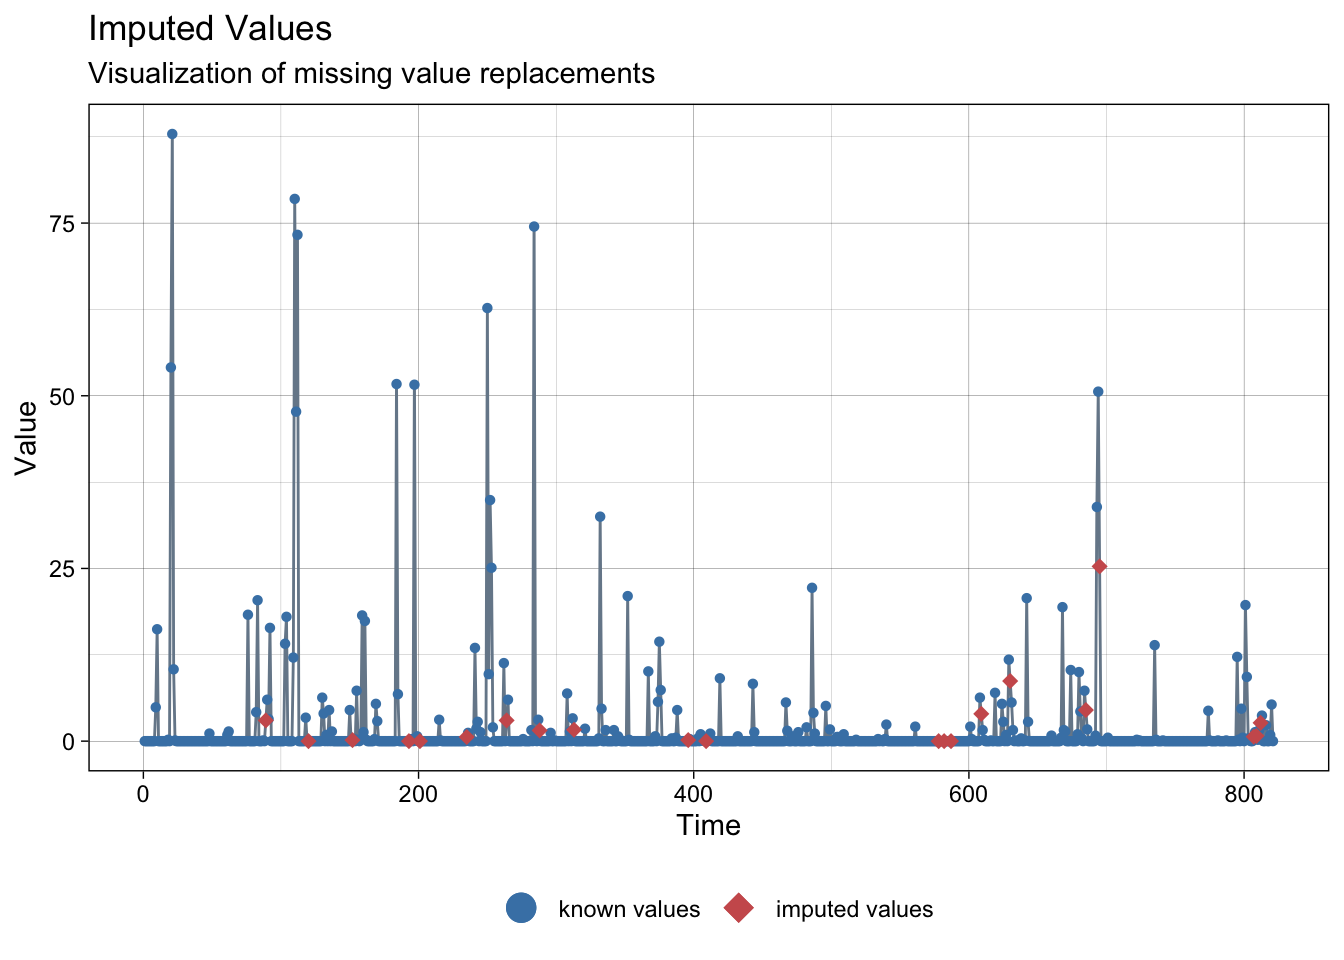 Imputed Values
Visualization of missing value replacements
Value
75
50
25
0
0 200 400 600 800
Time
known values imputed values